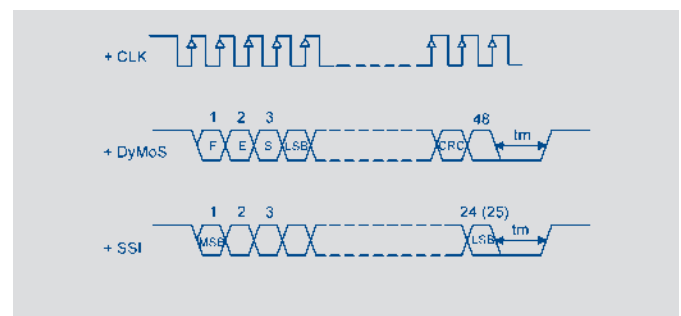 + CLK
1 2 3 48
+ DyMoS F E S LSB CRC tm
1 2 3 24 (25)
+ SSI MSB LSB tm